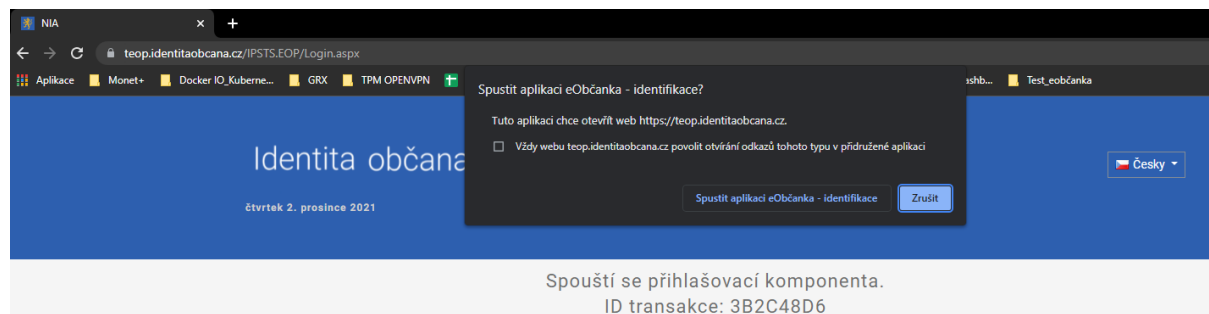 NIA
teop.identitaobcana.cz/IPSTS.EOP/Login.aspx
Aplikace Monet+ Docker IO_Kuberne... GRX TPM OPENVPN ashb... Test_eobčanka
Spustit aplikaci eObčanka - identifikace?
Tuto aplikaci chce otevřít web https://teop.identitaobcana.cz.
Vždy webu teop.identitaobcana.cz povolit otvírání odkazů tohoto typu v přidružené aplikaci
Spustit aplikaci eObčanka - identifikace Zrušit
Identita občana
Česky
čtvrtek 2. prosince 2021
Spouští se přihlašovací komponenta.
ID transakce: 3B2C48D6